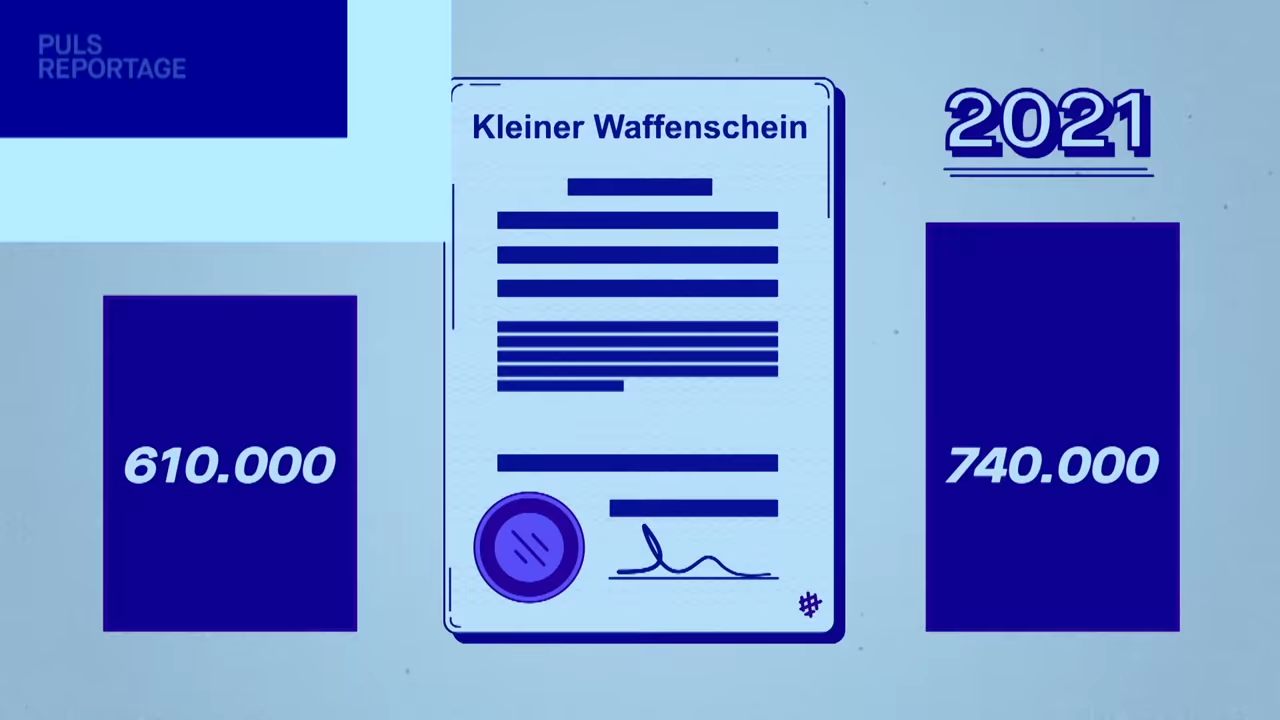 PULS
REPORTAGE
Kleiner Waffenschein
2021
610.000
740.000